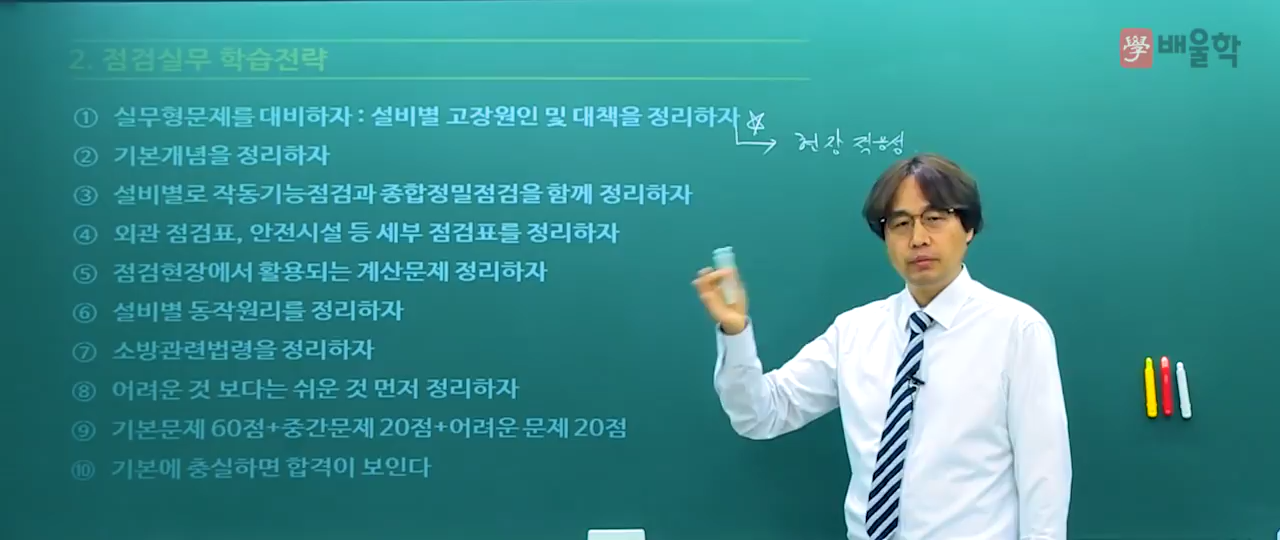 學 배울학
2. 점검실무 학습전략
① 실무형문제를 대비하자 : 설비별 고장원인 및 대책을 정리하자
현장 적용성
② 기본개념을 정리하자
③ 설비별로 작동기능점검과 종합정밀점검을 함께 정리하자
④ 외관 점검표, 안전시설 등 세부 점검표를 정리하자
⑤ 점검현장에서 활용되는 계산문제 정리하자
⑥ 설비별 동작원리를 정리하자
⑦ 소방관련법령을 정리하자
⑧ 어려운 것 보다는 쉬운 것 먼저 정리하자
⑨ 기본문제 60점+중간문제 20점+어려운 문제 20점
⑩ 기본에 충실하면 합격이 보인다